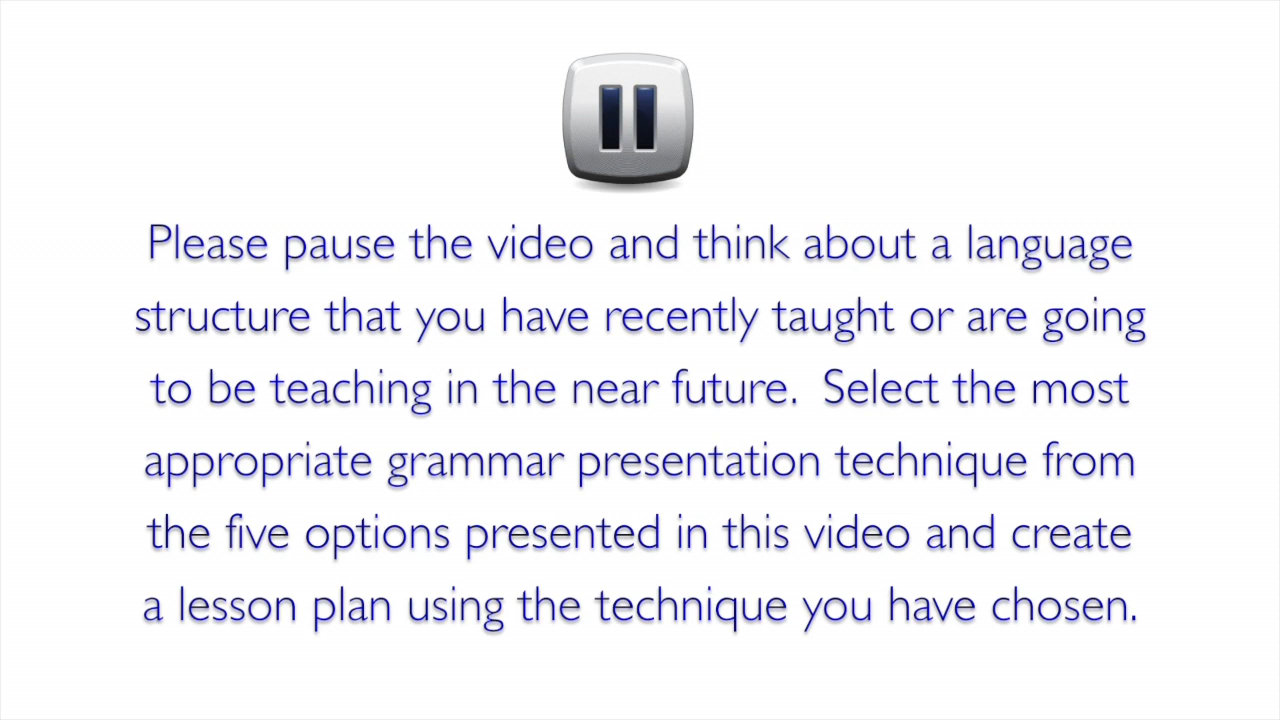 Please pause the video and think about a language
structure that you have recently taught or are going
to be teaching in the near future.  Select the most
appropriate grammar presentation technique from
the five options presented in this video and create
a lesson plan using the technique you have chosen.